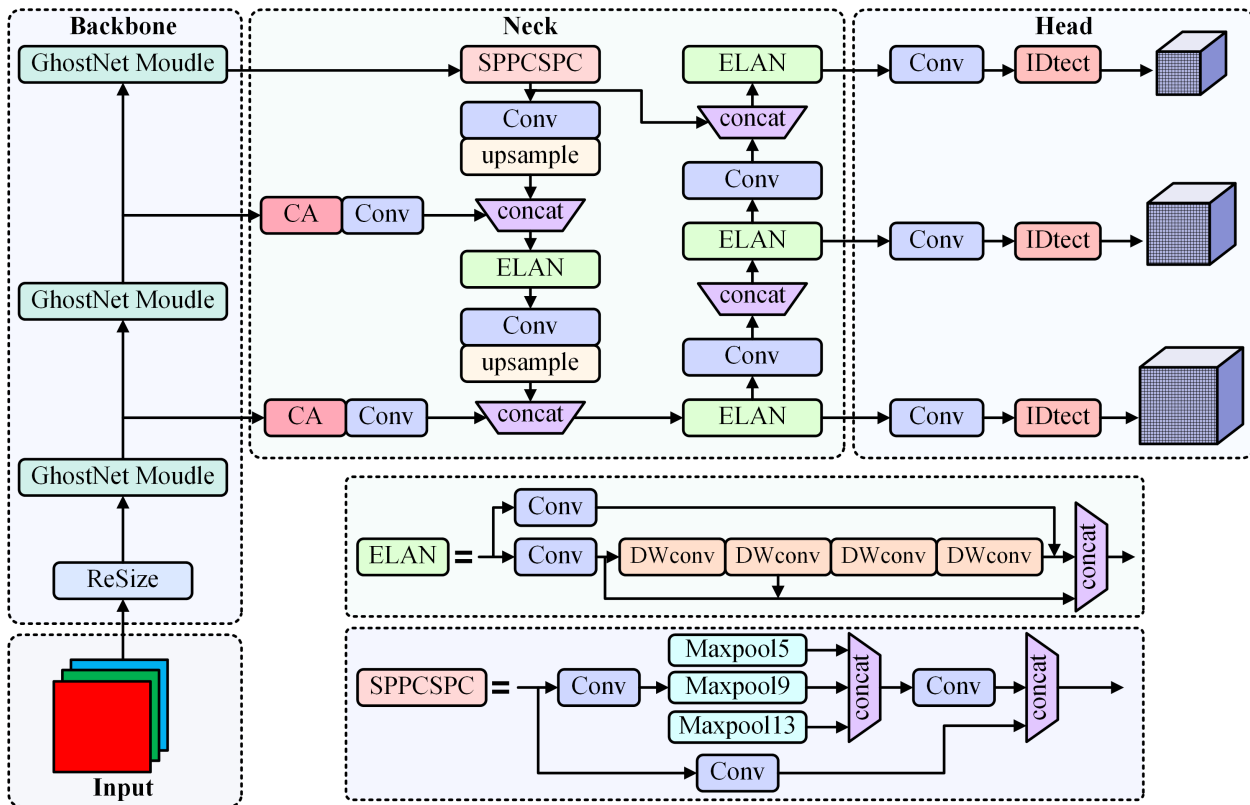 Backbone
Neck
Head
GhostNet Moudle
SPPCSPC
ELAN
Conv
IDtect
Conv
concat
upsample
Conv
CA
Conv
concat
ELAN
ELAN
Conv
IDtect
GhostNet Moudle
concat
Conv
upsample
Conv
CA
Conv
concat
ELAN
Conv
IDtect
GhostNet Moudle
ReSize
Input
ELAN
=
Conv
Conv
DWconv
DWconv
DWconv
DWconv
concat
SPPCSPC
=
Conv
Maxpool5
Maxpool9
Maxpool13
concat
Conv
concat
Conv